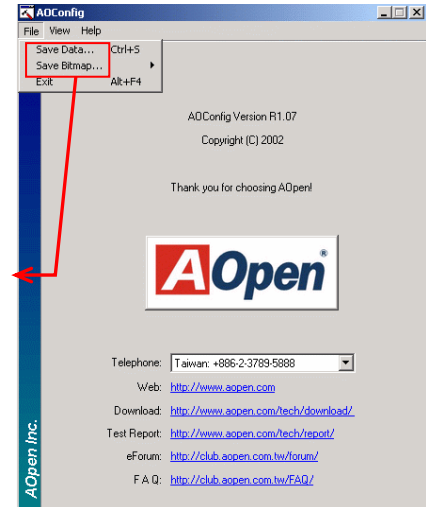 AOConfig
File View Help
Save Data... Ctrl+S
Save Bitmap...
Exit Alt+F4
AOConfig Version R1.07
Copyright (C) 2002
Thank you for choosing AOpen!
AOpen®
Telephone: Taiwan: +886-2-3789-5888
Web: http://www.aopen.com
Download: http://www.aopen.com/tech/download/
Test Report: http://www.aopen.com/tech/report/
eForum: http://club.aopen.com.tw/forum/
F A Q: http://club.aopen.com.tw/FAQ/
AOpen Inc.